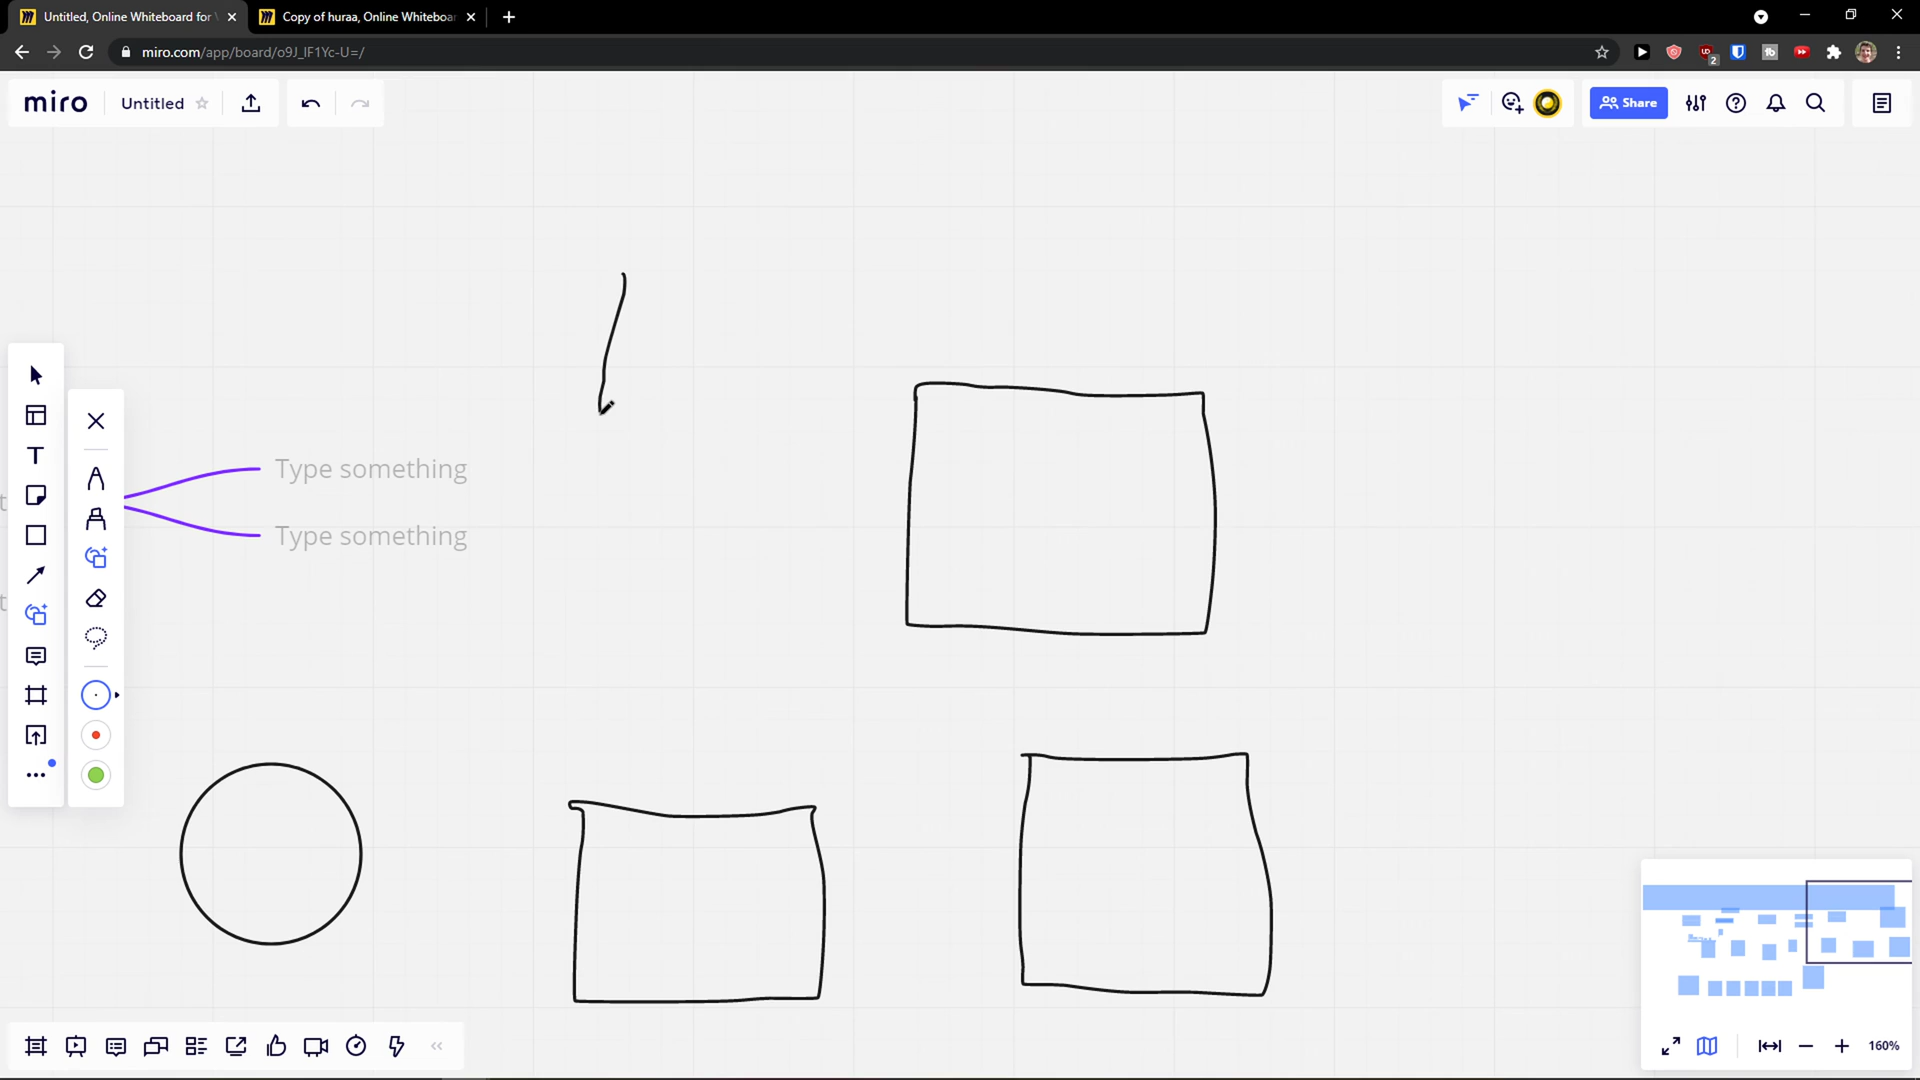 Untitled, Online Whiteboard for V
Copy of huraa, Online Whiteboar
miro.com/app/board/o9J_lF1Yc-U=/
2
miro
Untitled
Share
Type something
Type something
t
t
160%